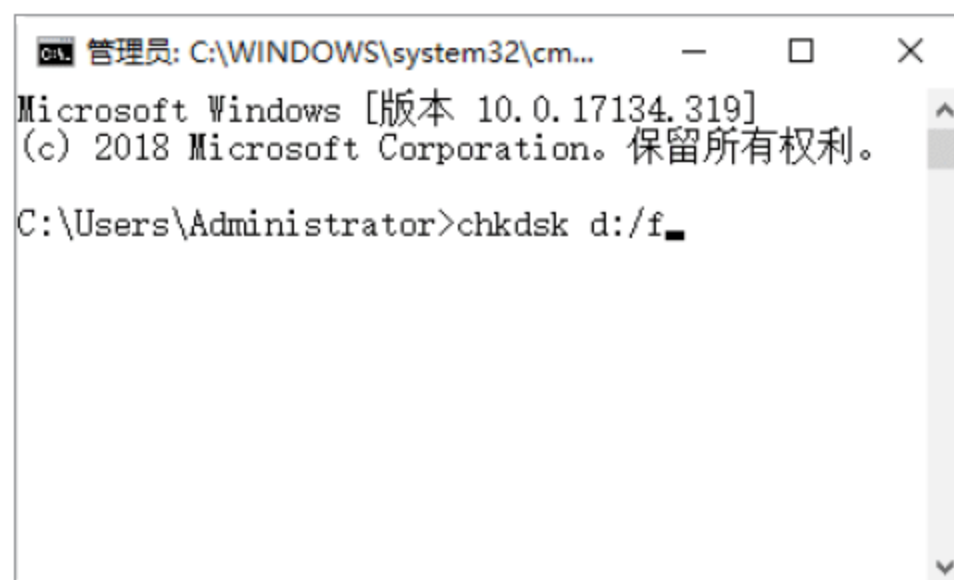 管理员: C:\WINDOWS\system32\cm...
Microsoft Windows [版本 10.0.17134.319]
(c) 2018 Microsoft Corporation。保留所有权利。
C:\Users\Administrator>chkdsk d:/f